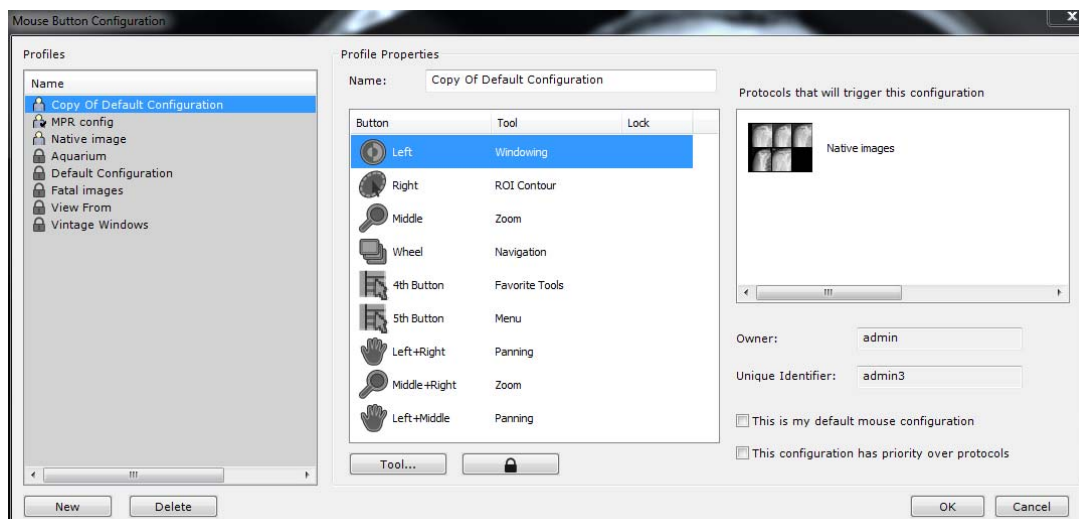 Mouse Button Configuration
x
Profiles
Name
Copy Of Default Configuration
MPR config
Native image
Aquarium
Default Configuration
Fatal images
View From
Vintage Windows
New
Delete
Profile Properties
Name:
Copy Of Default Configuration
Button Tool Lock
Left Windowing
Right ROI Contour
Middle Zoom
Wheel Navigation
4th Button Favorite Tools
5th Button Menu
Left+Right Panning
Middle+Right Zoom
Left+Middle Panning
Tool...
Protocols that will trigger this configuration
Native images
Owner: admin
Unique Identifier: admin3
This is my default mouse configuration
This configuration has priority over protocols
OK
Cancel